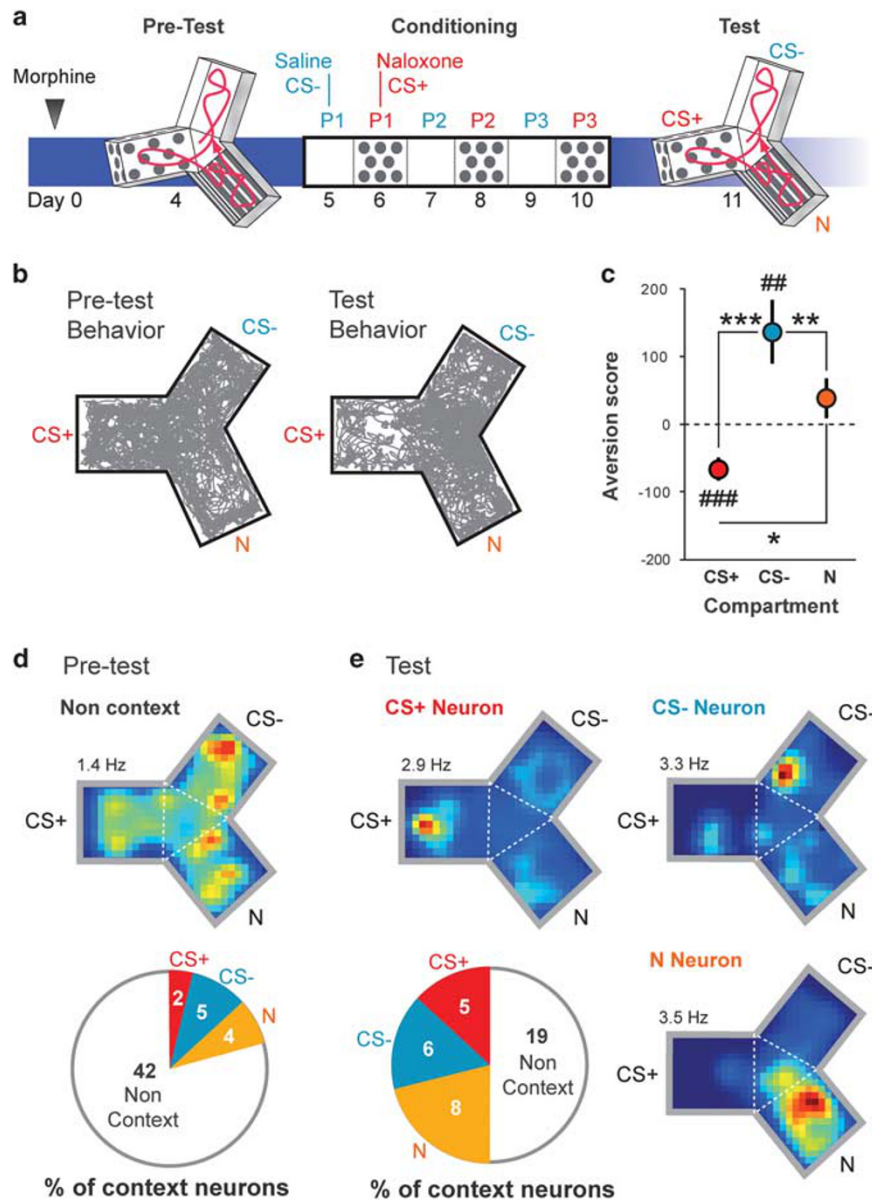 a
Pre-Test
Conditioning
Test
Morphine
Saline
CS-
Naloxone
CS+
CS-
P1 P1 P2 P2 P3 P3
CS+
Day 0 4 5 6 7 8 9 10 11 N
b
Pre-test
Behavior
CS-
CS+
N
Test
Behavior
CS-
CS+
N
c
Aversion score
200
100
0
-100
-200
## 
*** **
###
*
CS+ CS- N
Compartment
d Pre-test
Non context
CS-
1.4 Hz
CS+
N
CS+
CS-
N
2
5
4
42
Non
Context
% of context neurons
e Test
CS+ Neuron
CS-
2.9 Hz
CS+
N
CS- Neuron
CS-
3.3 Hz
CS+
N
CS+
CS-
N
5
6
8
19
Non
Context
% of context neurons
N Neuron
CS-
3.5 Hz
CS+
N